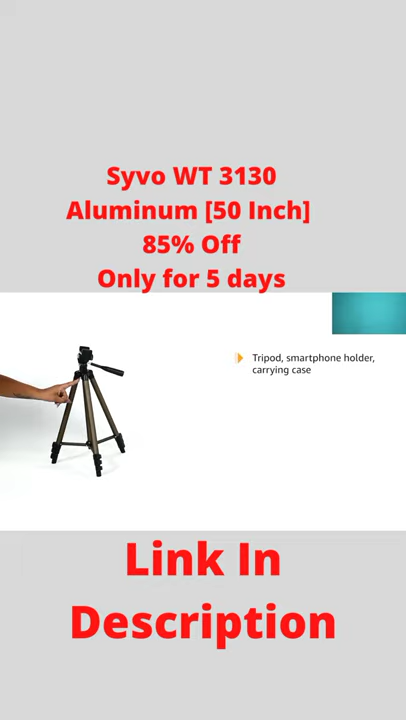 Syvo WT 3130
Aluminum [50 Inch]
85% Off
Only for 5 days
Tripod, smartphone holder,
carrying case
Link In
Description